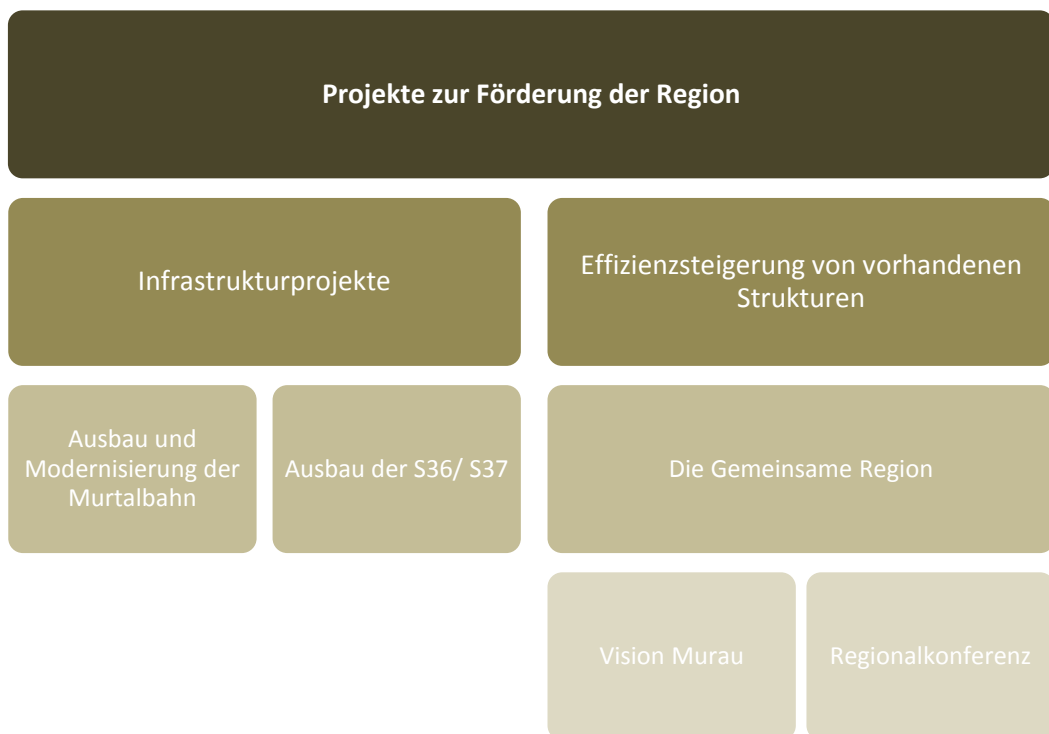 Projekte zur Förderung der Region
Infrastrukturprojekte
Effizienzsteigerung von vorhandenen
Strukturen
Ausbau und
Modernisierung der
Murtalbahn
Ausbau der S36/ S37
Die Gemeinsame Region
Vision Murau
Regionalkonferenz